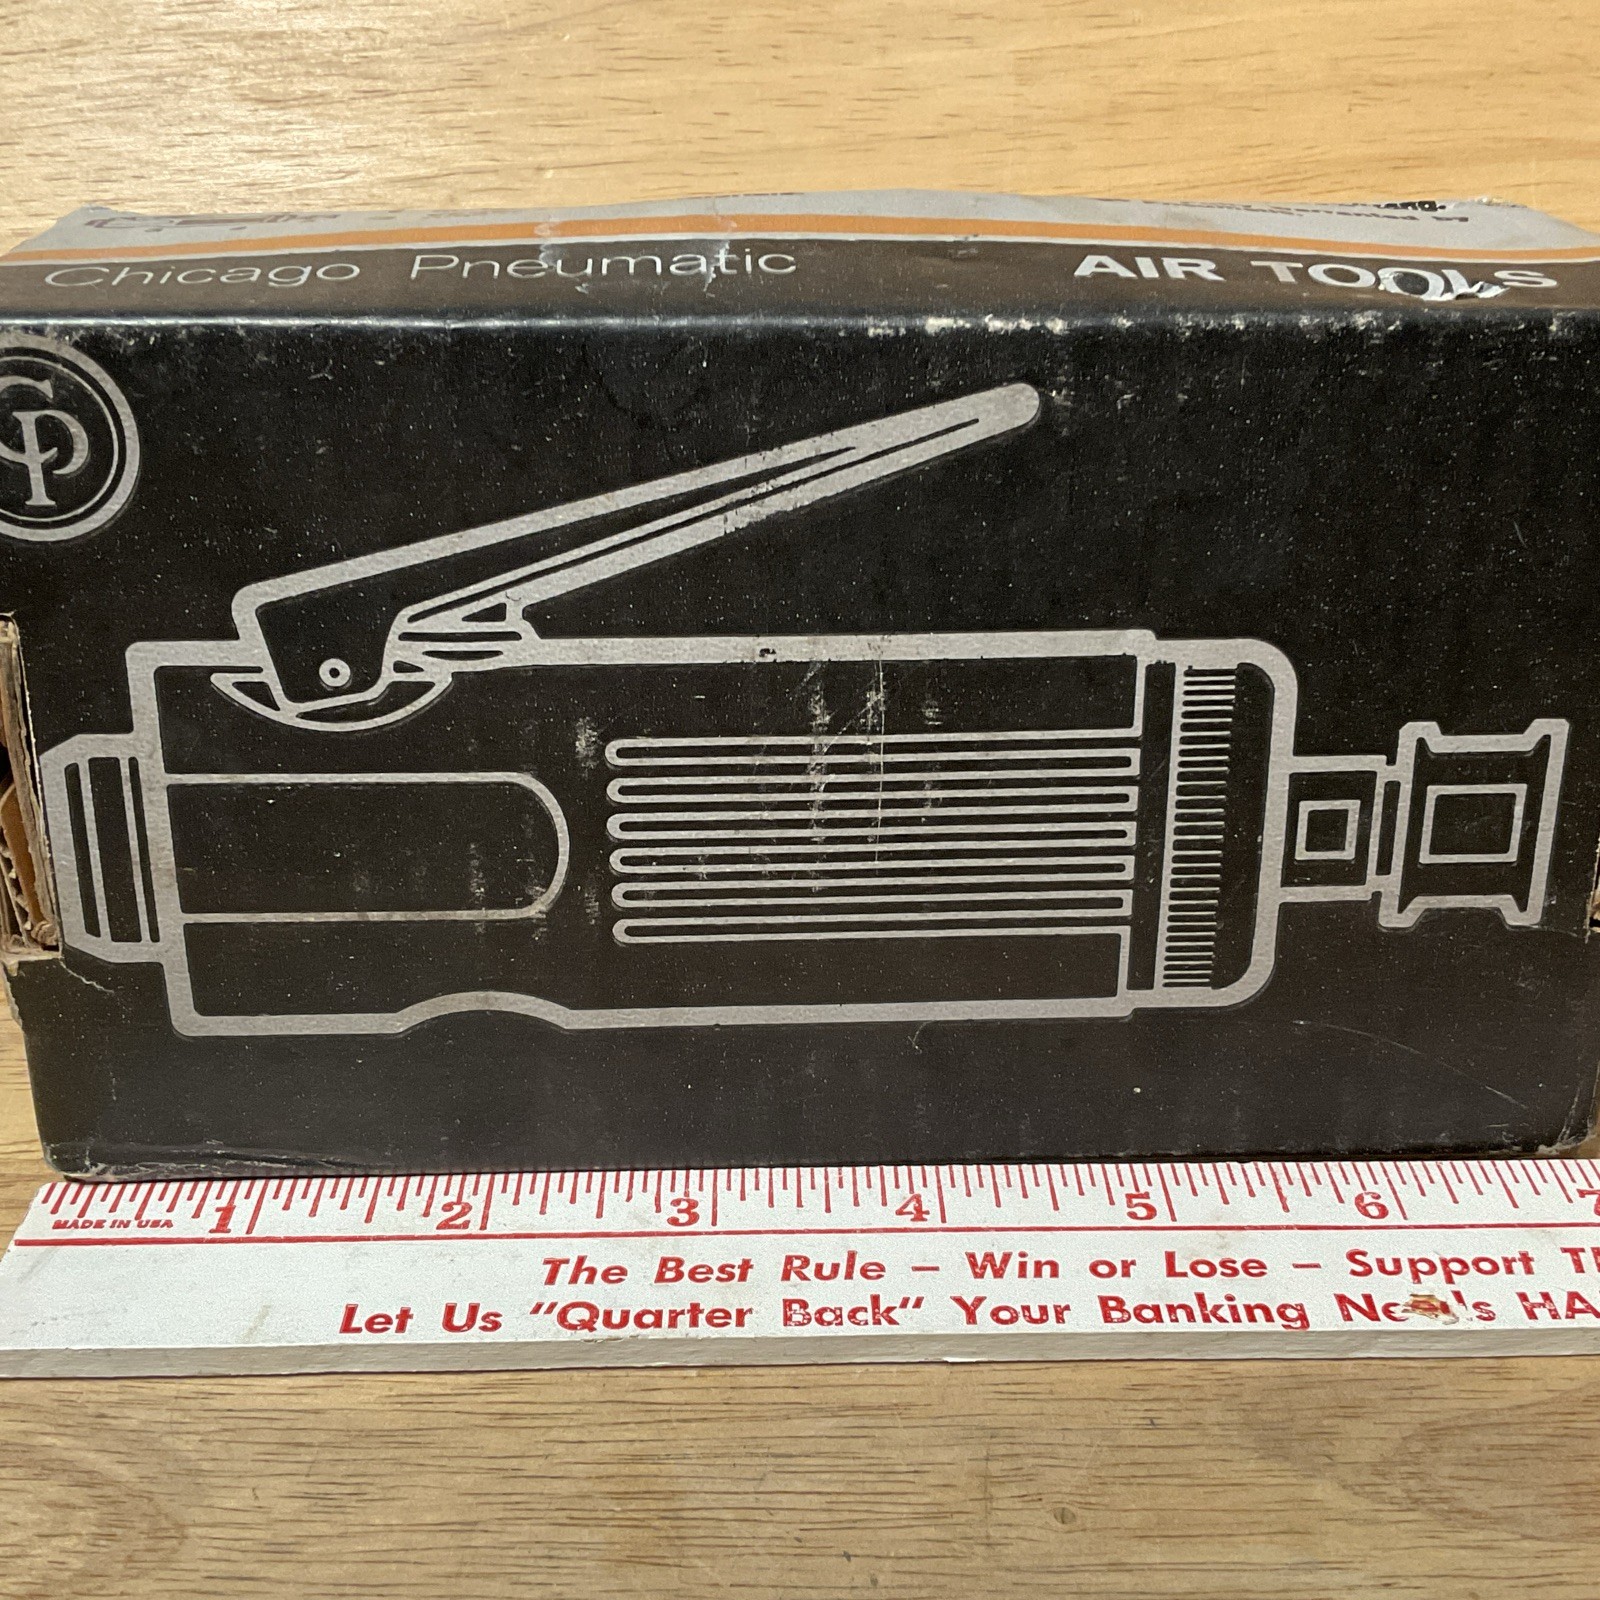 Chicago Pneumatic
AIR TOOLS
CP
MADE IN USA
1 2 3 4 5 6 7
The Best Rule – Win or Lose – Support
Let Us "Quarter Back" Your Banking